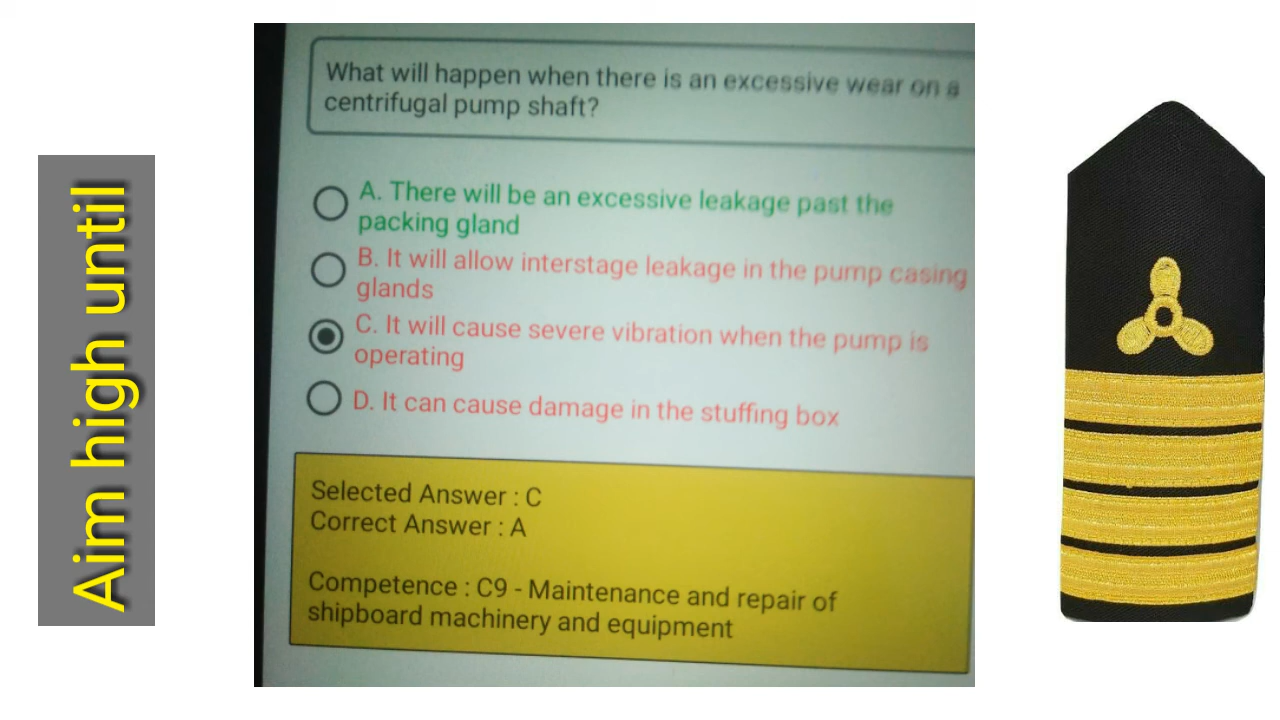 Aim high until
What will happen when there is an excessive wear on a
centrifugal pump shaft?
A. There will be an excessive leakage past the
packing gland
B. It will allow interstage leakage in the pump casing
glands
C. It will cause severe vibration when the pump is
operating
D. It can cause damage in the stuffing box
Selected Answer : C
Correct Answer : A
Competence : C9 - Maintenance and repair of
shipboard machinery and equipment